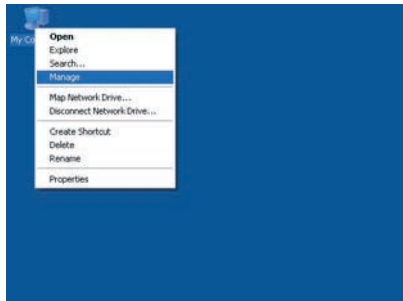 My Co
Open
Explore
Search...
Manage
Map Network Drive...
Disconnect Network Drive...
Create Shortcut
Delete
Rename
Properties